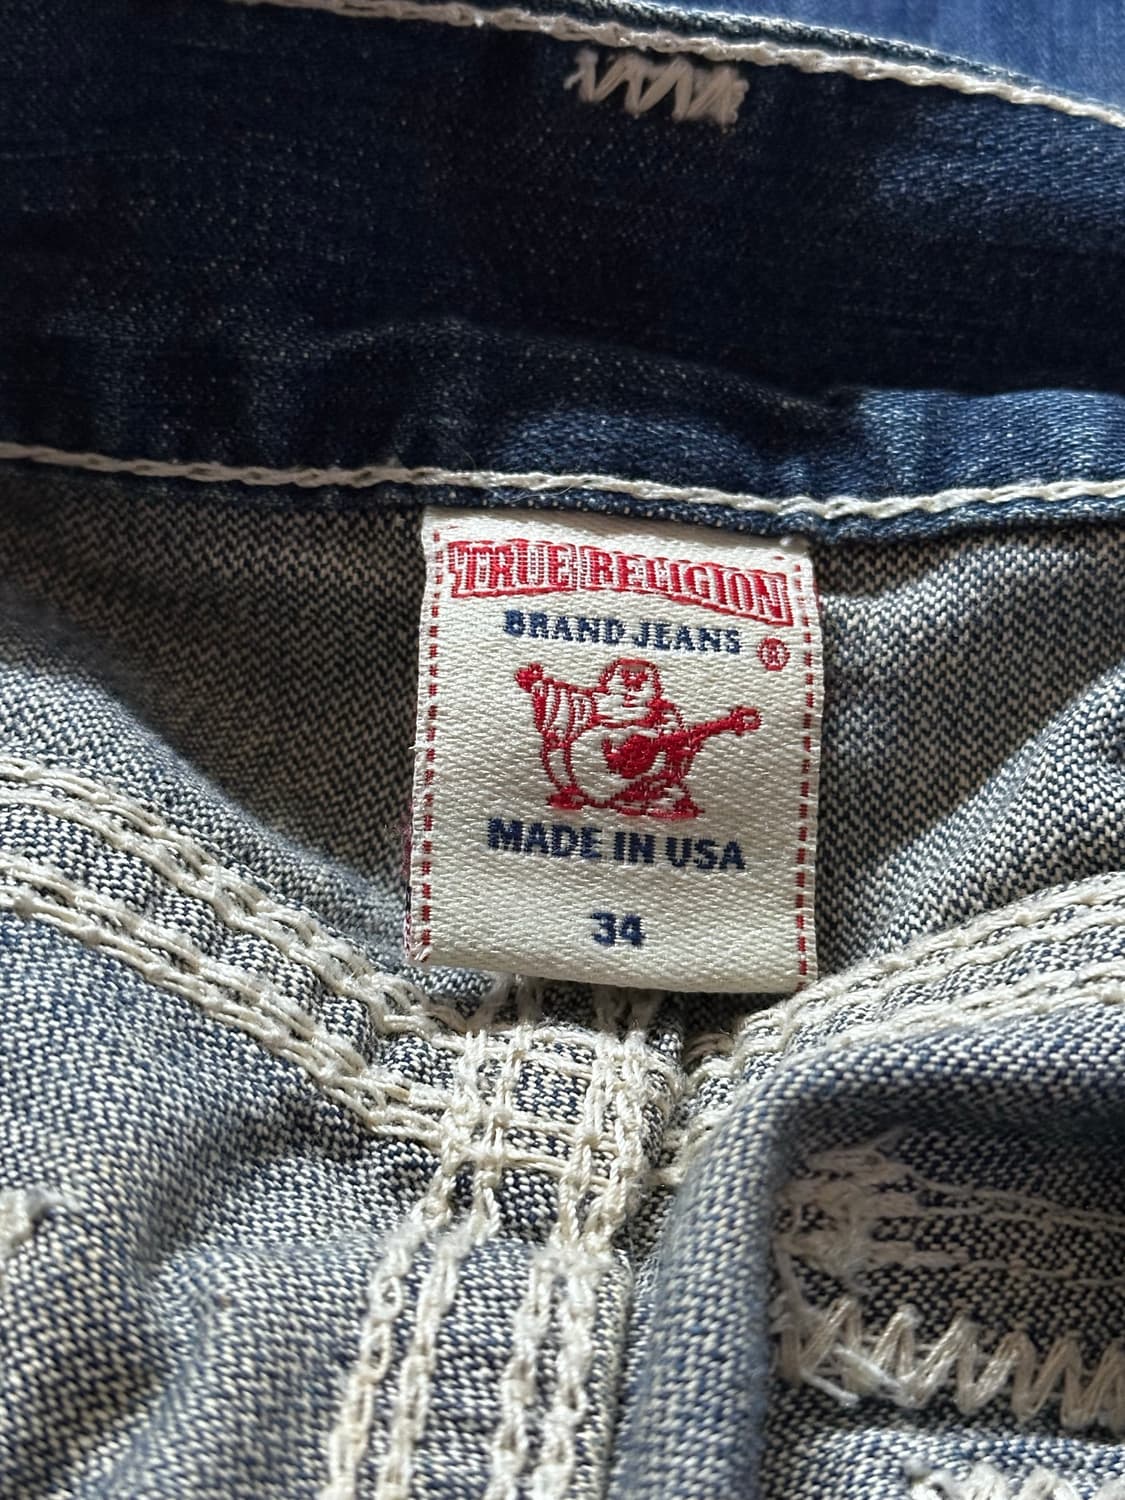 TRUE RELIGION
BRAND JEANS ®
MADE IN USA
34